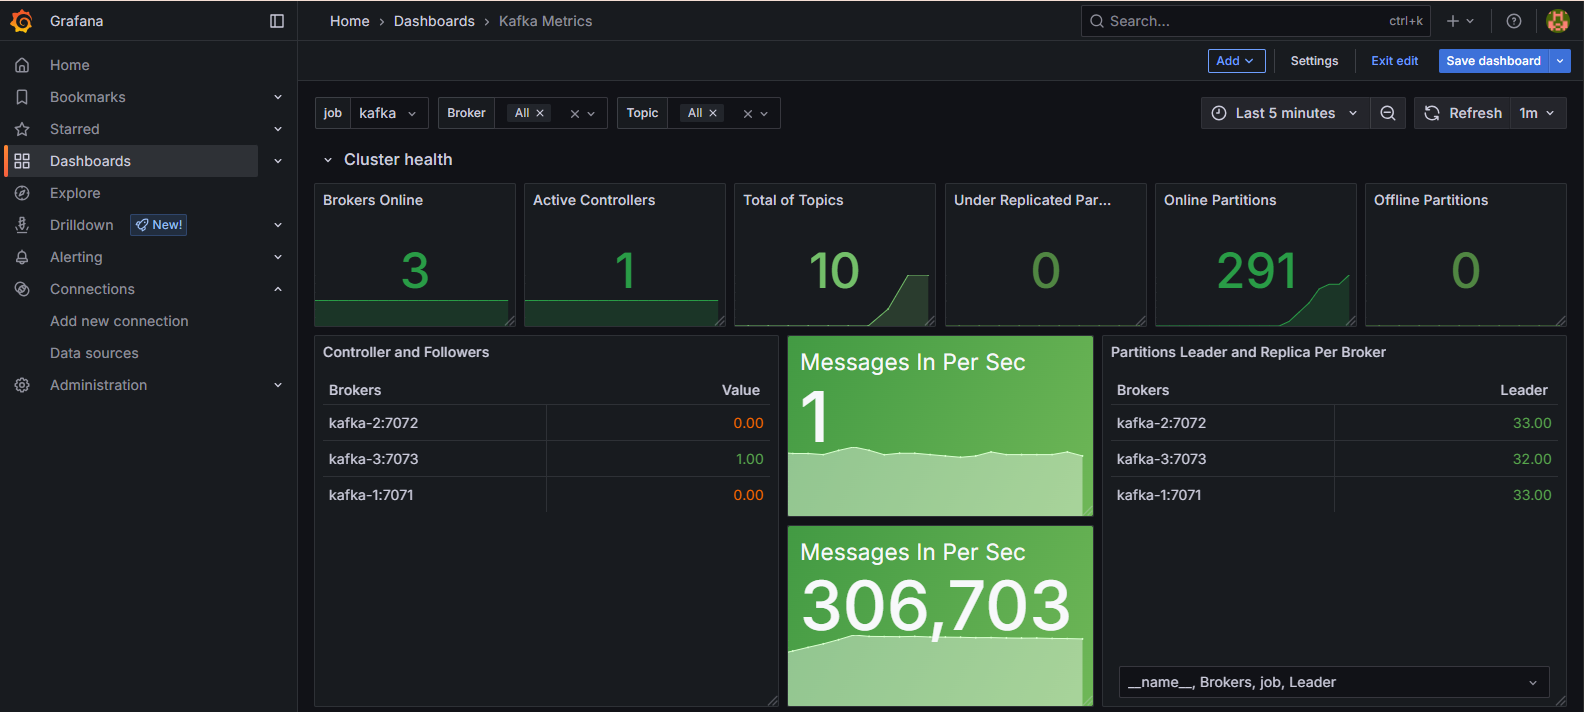 Grafana
Home › Dashboards › Kafka Metrics
Search...
ctrl+k
Home
Bookmarks
Starred
Dashboards
Explore
Drilldown
New!
Alerting
Connections
Add new connection
Data sources
Administration
Add
Settings
Exit edit
Save dashboard
job
kafka
Broker
All
Topic
All
Last 5 minutes
Refresh
1m
Cluster health
Brokers Online
3
Active Controllers
1
Total of Topics
10
Under Replicated Par...
0
Online Partitions
291
Offline Partitions
0
Controller and Followers
Brokers Value
kafka-2:7072 0.00
kafka-3:7073 1.00
kafka-1:7071 0.00
Messages In Per Sec
1
Messages In Per Sec
306,703
Partitions Leader and Replica Per Broker
Brokers Leader
kafka-2:7072 33.00
kafka-3:7073 32.00
kafka-1:7071 33.00
__name__, Brokers, job, Leader